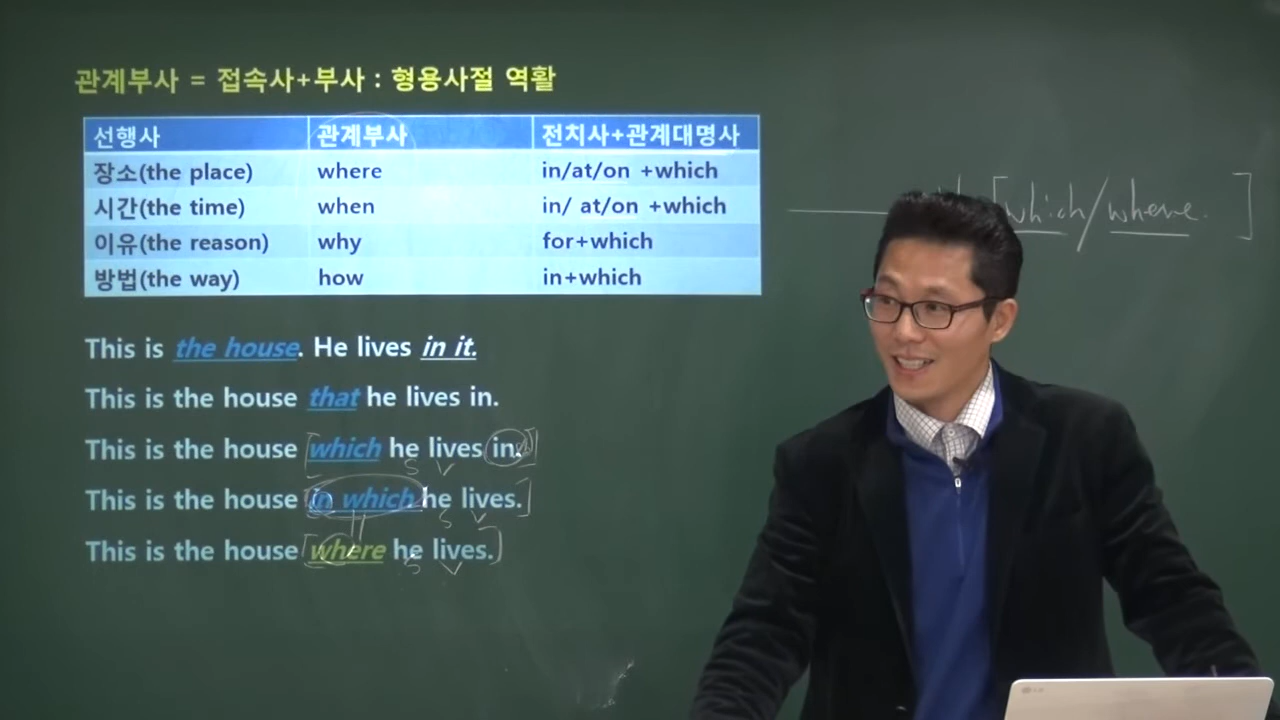 관계부사 = 접속사+부사 : 형용사절 역활
선행사 관계부사 전치사+관계대명사
장소(the place) where in/at/on +which
시간(the time) when in/ at/on +which
이유(the reason) why for+which
방법(the way) how in+which
[which/where. ]
This is the house. He lives in it.
This is the house that he lives in.
This is the house [which he lives in.]
S V
This is the house [in which he lives.]
S V
This is the house [where he lives.]
S V
LG